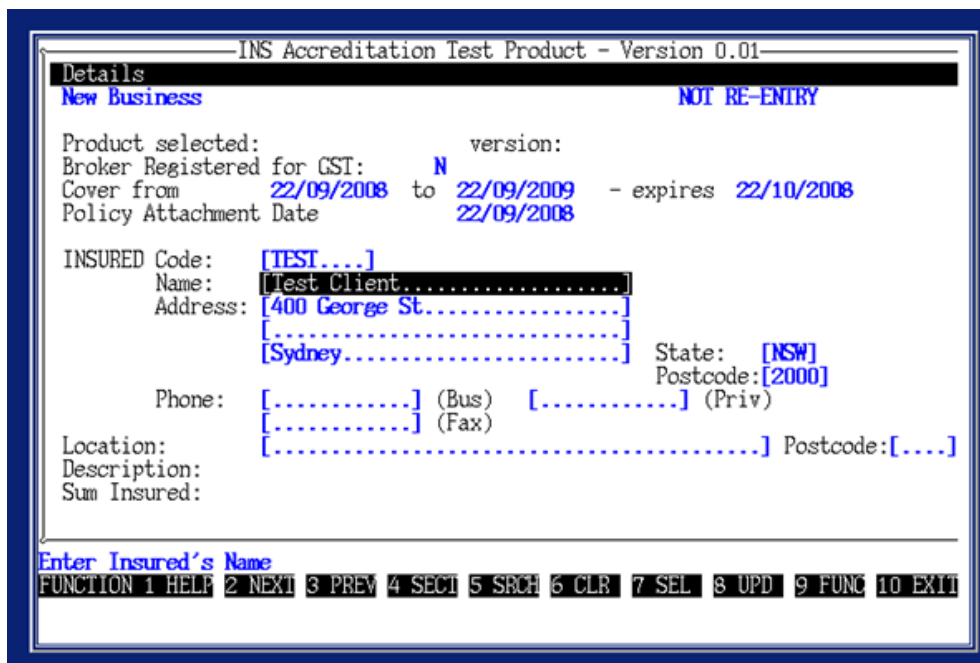 INS Accreditation Test Product - Version 0.01
Details
New Business NOT RE-ENTRY
Product selected: version:
Broker Registered for GST: N
Cover from 22/09/2008 to 22/09/2009 - expires 22/10/2008
Policy Attachment Date 22/09/2008
INSURED Code: [TEST....]
Name: [Test Client...................]
Address: [400 George St.................]
[..............................]
[Sydney........................] State: [NSW]
Postcode:[2000]
Phone: [............] (Bus) [............] (Priv)
[............] (Fax)
Location: [........................................] Postcode:[....]
Description:
Sum Insured:
Enter Insured's Name
FUNCTION 1 HELP 2 NEXT 3 PREV 4 SECT 5 SRCH 6 CLR 7 SEL 8 UPD 9 FUNC 10 EXIT